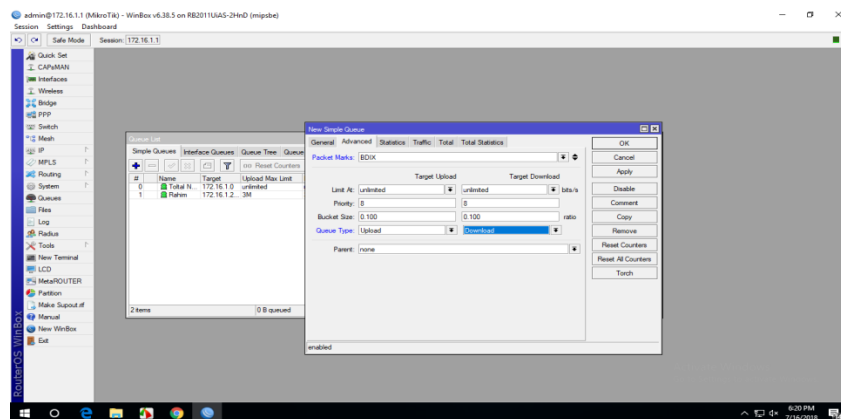 admin@172.16.1.1 (MikroTik) - WinBox v6.38.5 on RB2011UiAS-2HnD (mipsbe)
Session Settings Dashboard
Safe Mode Session: 172.16.1.1
Quick Set
CAPsMAN
Interfaces
Wireless
Bridge
PPP
Switch
Mesh
IP
MPLS
Routing
System
Queues
Files
Log
Radius
Tools
New Terminal
LCD
MetaROUTER
Partition
Make Supout.rif
Manual
New WinBox
Exit
RouterOS WinBox
Queue List
Simple Queues Interface Queues Queue Tree Queue
Reset Counters
# Name Target Upload Max Limit
0 Toltal N... 172.16.1.0 unlimited
1 Rahim 172.16.1.2... 3M
2 items 0 B queued
New Simple Queue
General Advanced Statistics Traffic Total Total Statistics
Packet Marks: BDIX
Target Upload Target Download
Limit At: unlimited unlimited bits/s
Priority: 8 8
Bucket Size: 0.100 0.100 ratio
Queue Type: Upload Download
Parent: none
enabled
OK
Cancel
Apply
Disable
Comment
Copy
Remove
Reset Counters
Reset All Counters
Torch
6:20 PM
7/16/2018